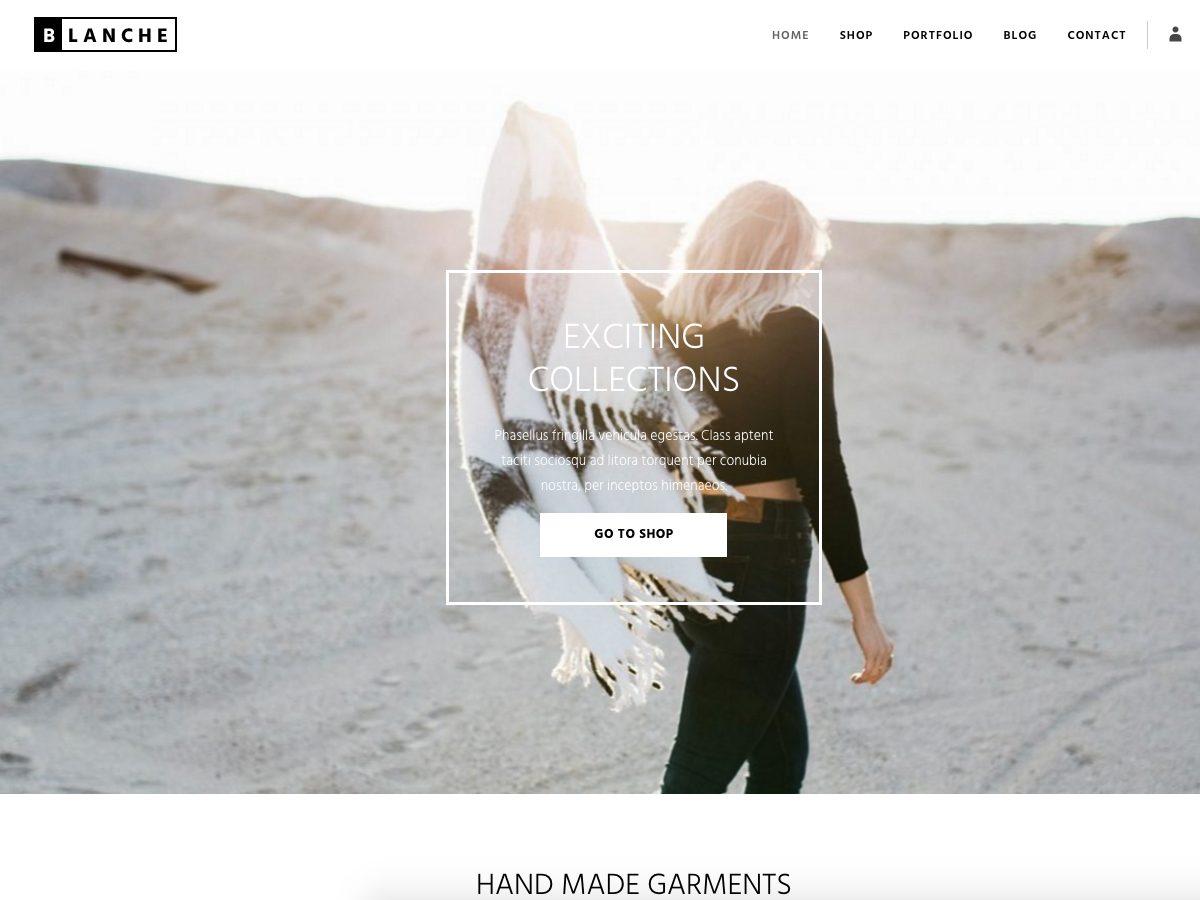 BLANCHE
HOME SHOP PORTFOLIO BLOG CONTACT
EXCITING
COLLECTIONS
Phasellus fringilla vehicula egestas. Class aptent
taciti sociosqu ad litora torquent per conubia
nostra, per inceptos himenaeos.
GO TO SHOP
HAND MADE GARMENTS